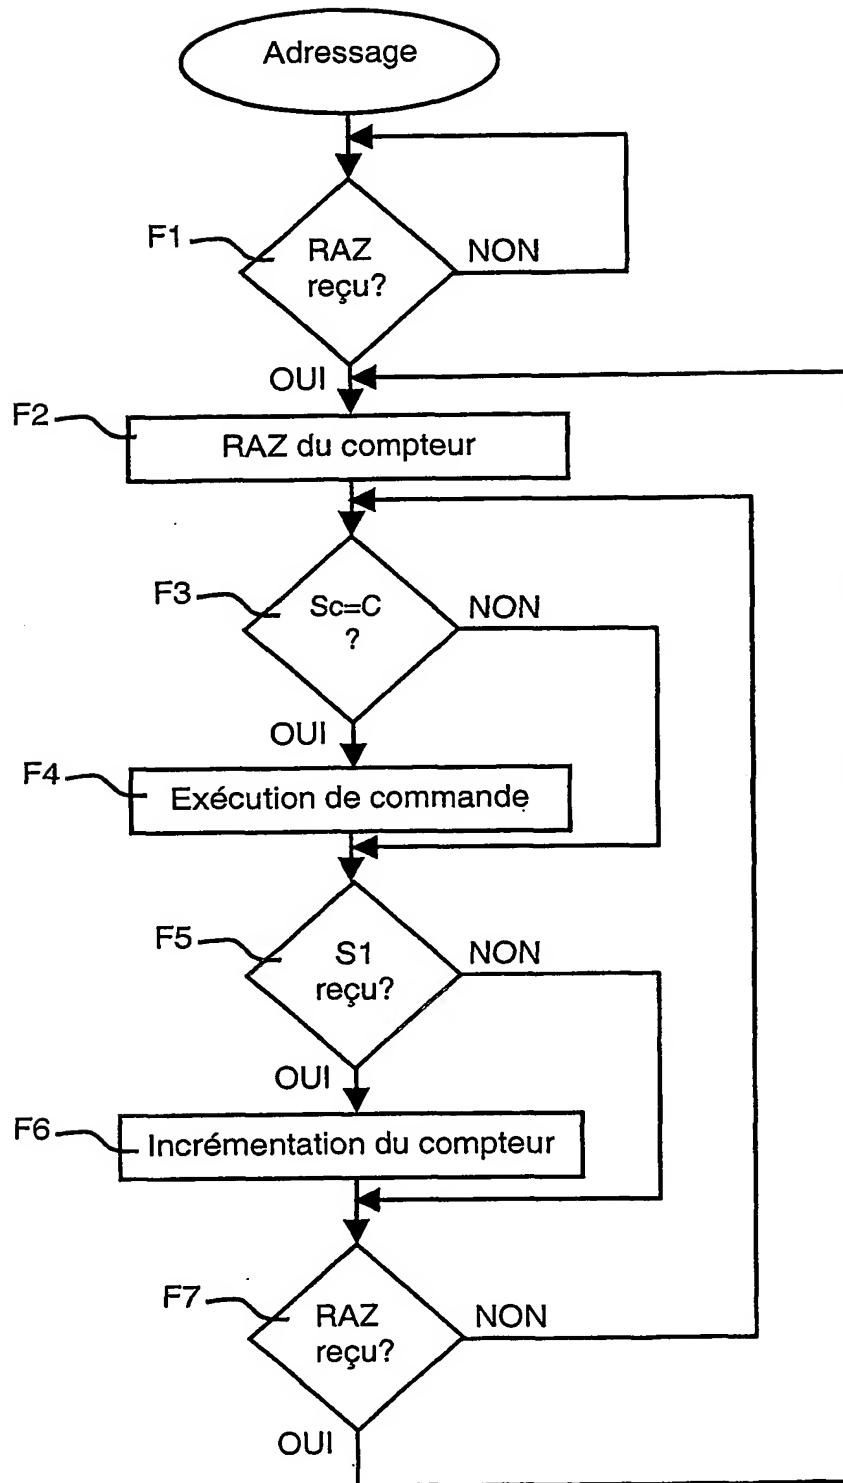 Adressage
F1
RAZ
reçu?
NON
OUI
F2
RAZ du compteur
F3
Sc=C
?
NON
OUI
F4
Exécution de commande
F5
S1
reçu?
NON
OUI
F6
Incrémentation du compteur
F7
RAZ
reçu?
NON
OUI